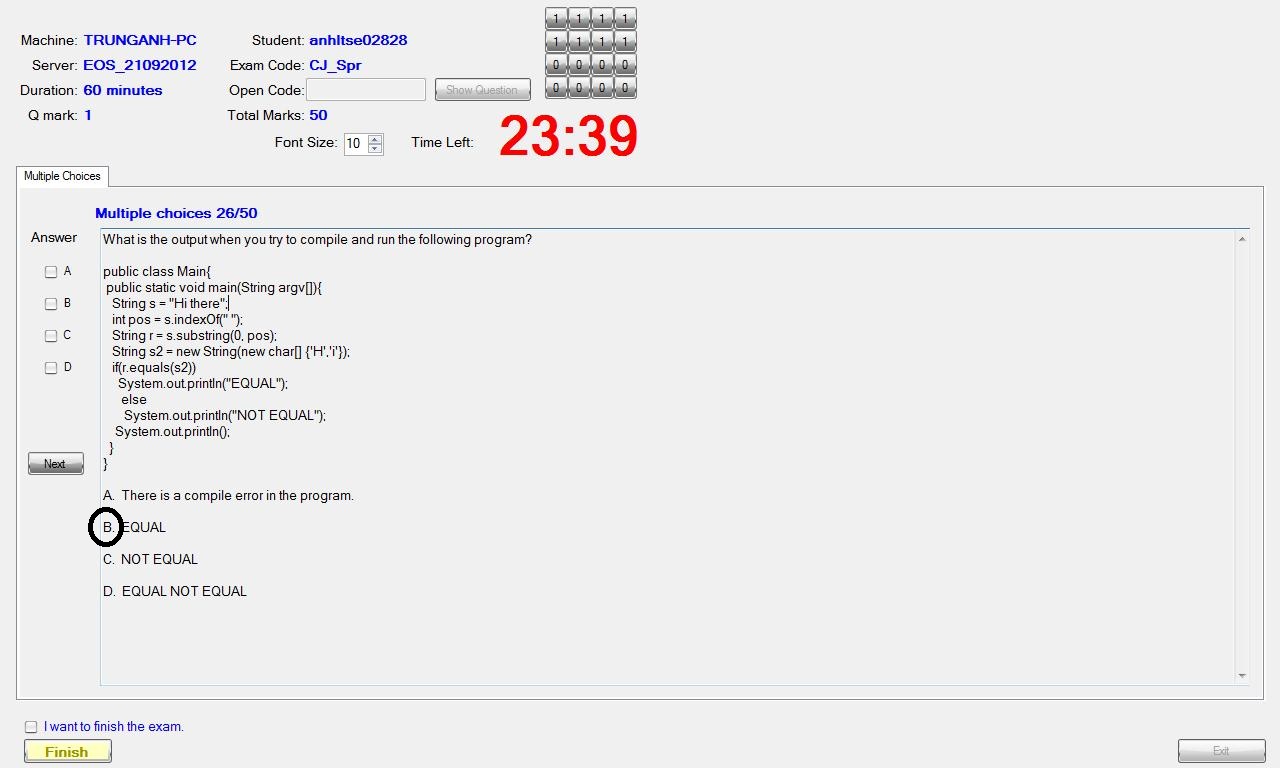 Machine: TRUNGANH-PC Student: anhltse02828
Server: EOS_21092012 Exam Code: CJ_Spr
Duration: 60 minutes Open Code: Show Question
Q mark: 1 Total Marks: 50
1 1 1 1
1 1 1 1
0 0 0 0
0 0 0 0
Font Size: 10 Time Left: 23:39
Multiple Choices
Multiple choices 26/50
Answer
A
B
C
D
Next
What is the output when you try to compile and run the following program?
public class Main{
public static void main(String argv[]){
String s = "Hi there";
int pos = s.indexOf(" ");
String r = s.substring(0, pos);
String s2 = new String(new char[] {'H','i'});
if(r.equals(s2))
System.out.println("EQUAL");
else
System.out.println("NOT EQUAL");
System.out.println();
}
}
A. There is a compile error in the program.
B. EQUAL
C. NOT EQUAL
D. EQUAL NOT EQUAL
I want to finish the exam.
Finish
Exit